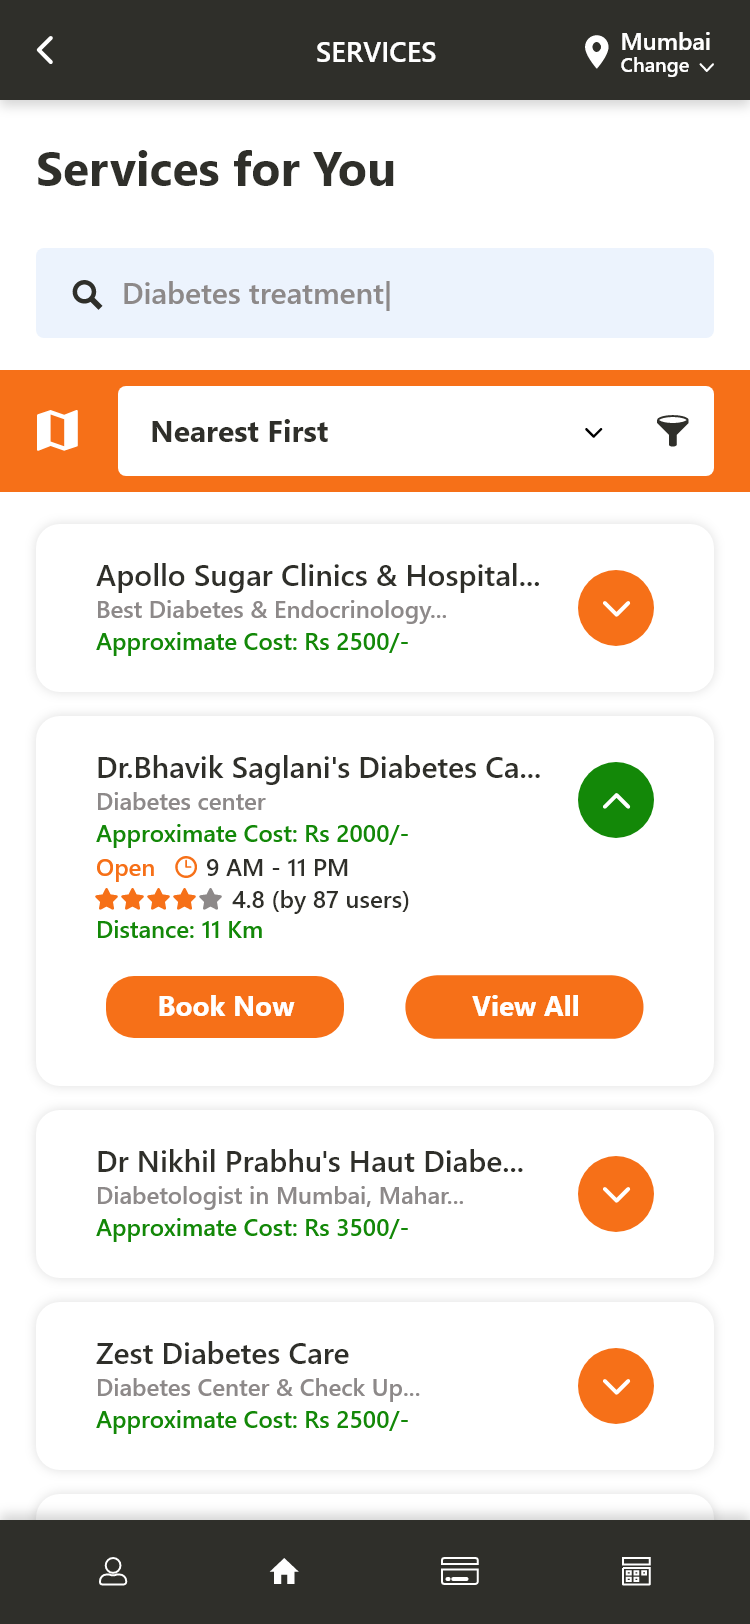 SERVICES
Mumbai
Change
Services for You
Diabetes treatment|
Nearest First
Apollo Sugar Clinics & Hospital...
Best Diabetes & Endocrinology...
Approximate Cost: Rs 2500/-
Dr.Bhavik Saglani's Diabetes Ca...
Diabetes center
Approximate Cost: Rs 2000/-
Open 9 AM - 11 PM
4.8 (by 87 users)
Distance: 11 Km
Book Now View All
Dr Nikhil Prabhu's Haut Diabe...
Diabetologist in Mumbai, Mahar...
Approximate Cost: Rs 3500/-
Zest Diabetes Care
Diabetes Center & Check Up...
Approximate Cost: Rs 2500/-